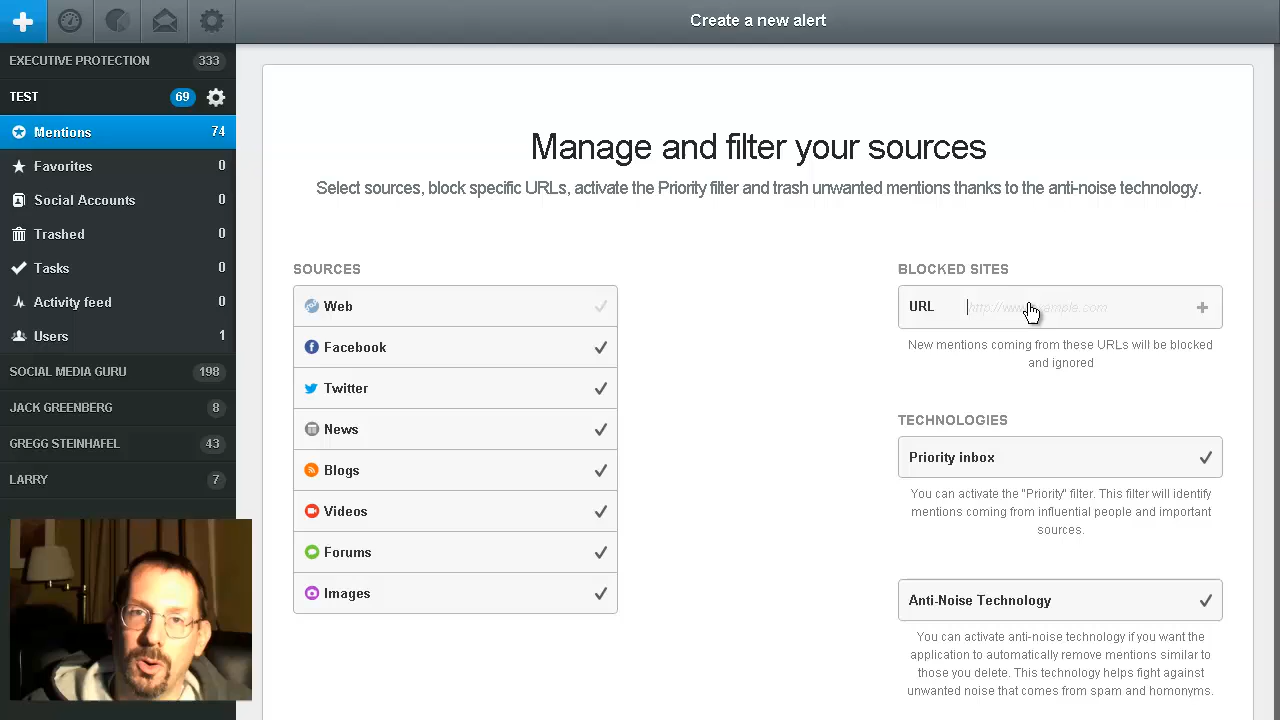 Create a new alert
EXECUTIVE PROTECTION 333
TEST 69
Mentions 74
Favorites 0
Social Accounts 0
Trashed 0
Tasks 0
Activity feed 0
Users 1
SOCIAL MEDIA GURU 198
JACK GREENBERG 8
GREGG STEINHAFEL 43
LARRY 7
Manage and filter your sources
Select sources, block specific URLs, activate the Priority filter and trash unwanted mentions thanks to the anti-noise technology.
SOURCES
Web
Facebook
Twitter
News
Blogs
Videos
Forums
Images
BLOCKED SITES
URL
New mentions coming from these URLs will be blocked
and ignored
TECHNOLOGIES
Priority inbox
You can activate the "Priority" filter. This filter will identify
mentions coming from influential people and important
sources.
Anti-Noise Technology
You can activate anti-noise technology if you want the
application to automatically remove mentions similar to
those you delete. This technology helps fight against
unwanted noise that comes from spam and homonyms.